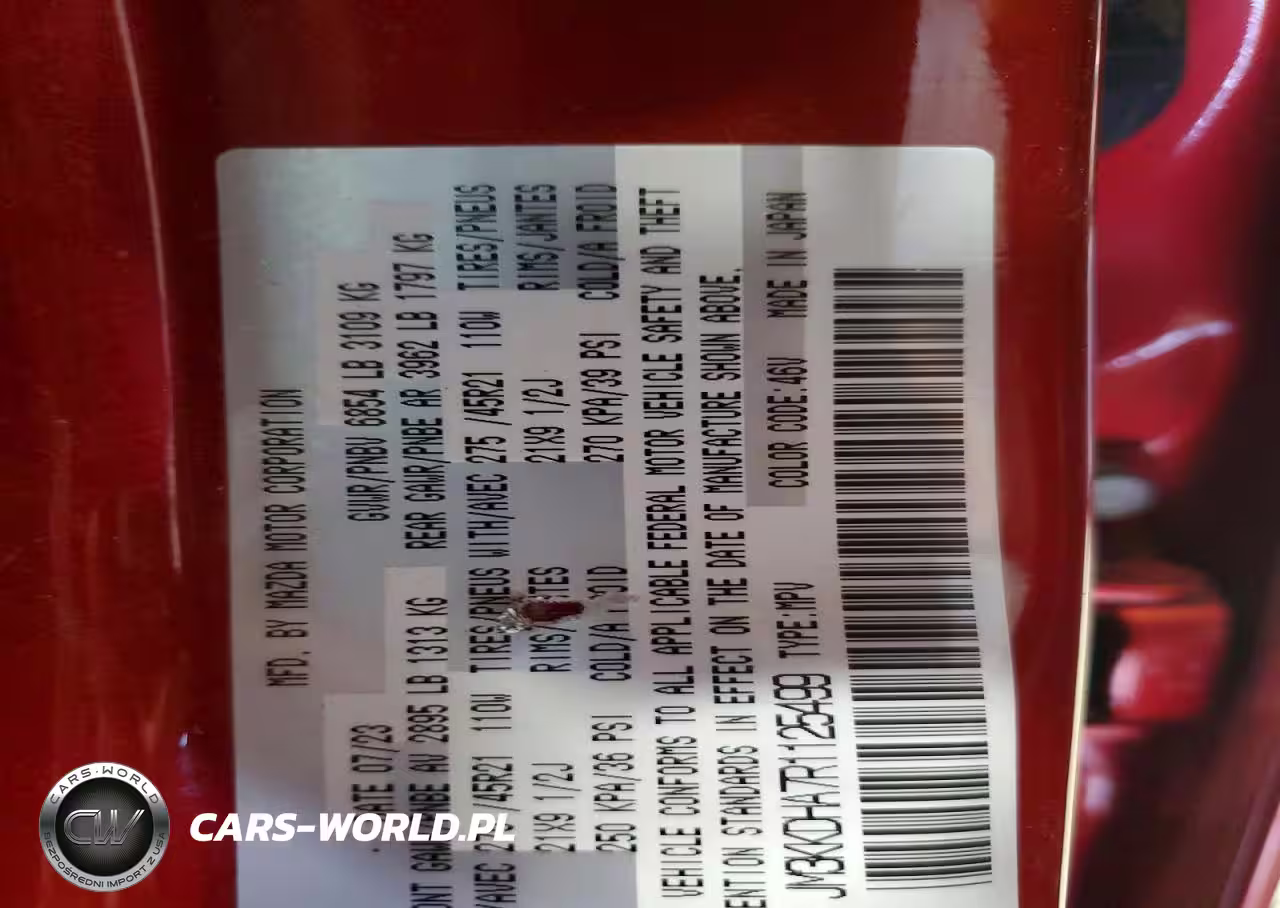 MFD. BY MAZDA MOTOR CORPORATION
DATE 07/23 GVWR/PNBV 6854 LB 3109 KG
2895 LB 1313 KG REAR GAWR/PNBE AR 3962 LB 1797 KG
/45R21 110W TIRES/PNEUS WITH/AVEC 275 /45R21 110W TIRES/PNEUS
21X9 1/2J 21X9 1/2J RIMS/JANTES
250 KPA/36 PSI COLD/A 270 KPA/39 PSI COLD/A FROID
VEHICLE CONFORMS TO ALL APPLICABLE FEDERAL MOTOR VEHICLE SAFETY AND THEFT
STANDARDS IN EFFECT ON THE DATE OF MANUFACTURE SHOWN ABOVE.
JM3KKDHA7R1125499 TYPE:MPV COLOR CODE:46V MADE IN JAPAN
CARS-WORLD
CW
BEZPOŚREDNI IMPORT Z USA
CARS-WORLD.PL